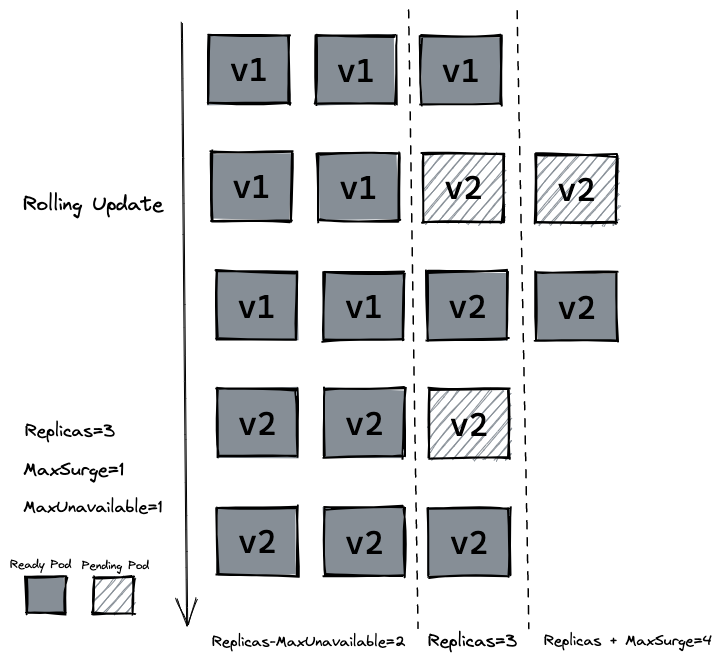 v1 v1 v1
v1 v1 v2 v2
Rolling Update
v1 v1 v2 v2
v2 v2 v2
Replicas=3
MaxSurge=1
MaxUnavailable=1
v2 v2 v2
Ready Pod Pending Pod
Replicas-MaxUnavailable=2 Replicas=3 Replicas + MaxSurge=4